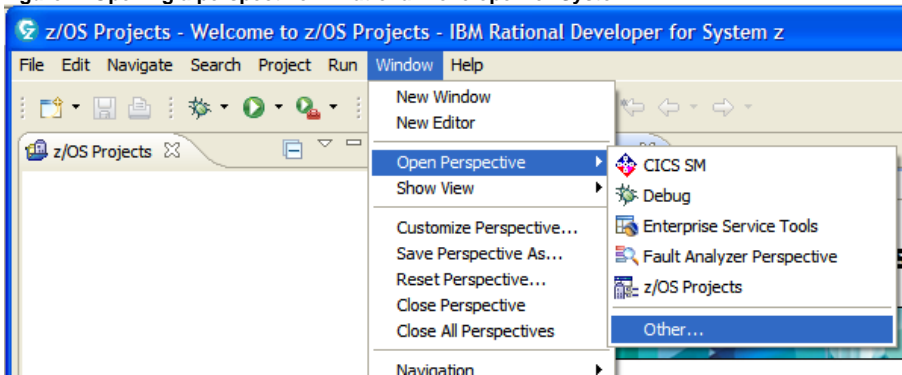 z/OS Projects - Welcome to z/OS Projects - IBM Rational Developer for System z
File Edit Navigate Search Project Run Window Help
New Window
New Editor
z/OS Projects
Open Perspective
Show View
Customize Perspective...
Save Perspective As...
Reset Perspective...
Close Perspective
Close All Perspectives
Navigation
CICS SM
Debug
Enterprise Service Tools
Fault Analyzer Perspective
z/OS Projects
Other...